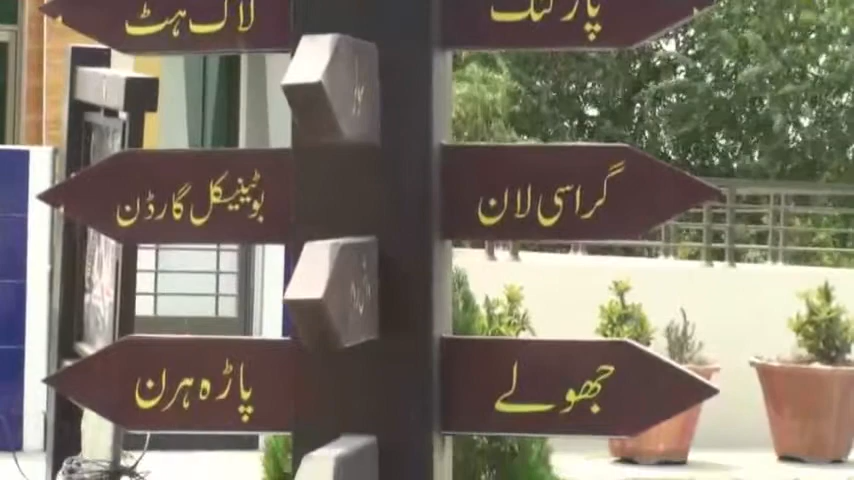 لاگ ہٹ
پارکنگ
بوٹینیکل گارڈن
گراسی لان
پاڑہ ہرن
جھولے